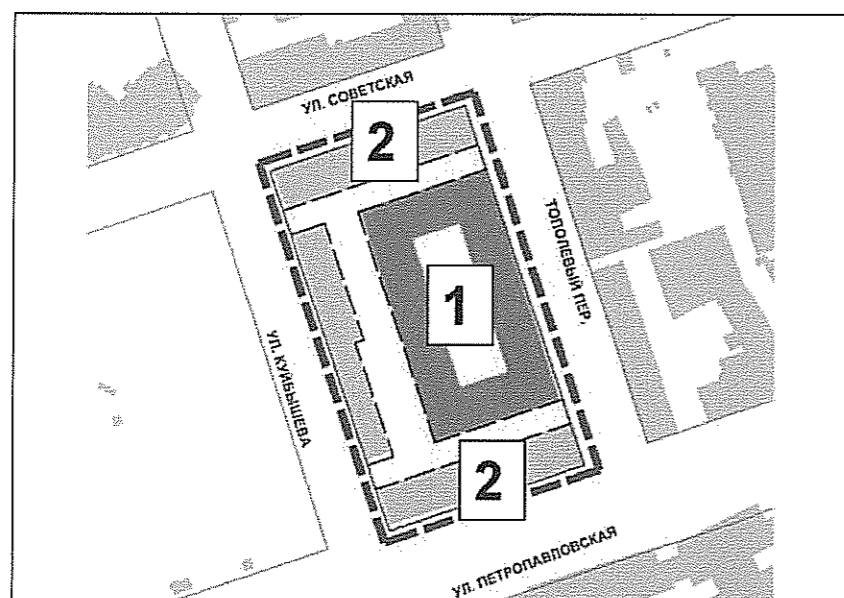 УЛ. СОВЕТСКАЯ
2
ТОПОЛЕВЫЙ ПЕР.
1
УЛ. КУЙБЫШЕВА
2
УЛ. ПЕТРОПАВЛОВСКАЯ